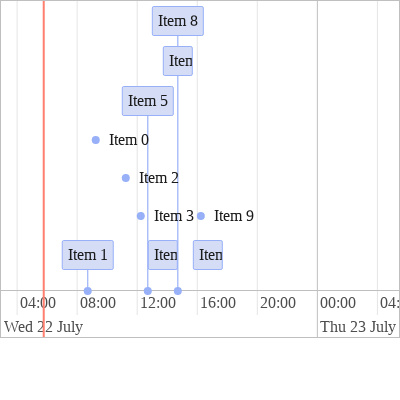 Item 8
Iten
Item 5
Item 0
Item 2
Item 3 Item 9
Item 1 Iten Iten
04:00 08:00 12:00 16:00 20:00 00:00 04:
Wed 22 July Thu 23 July